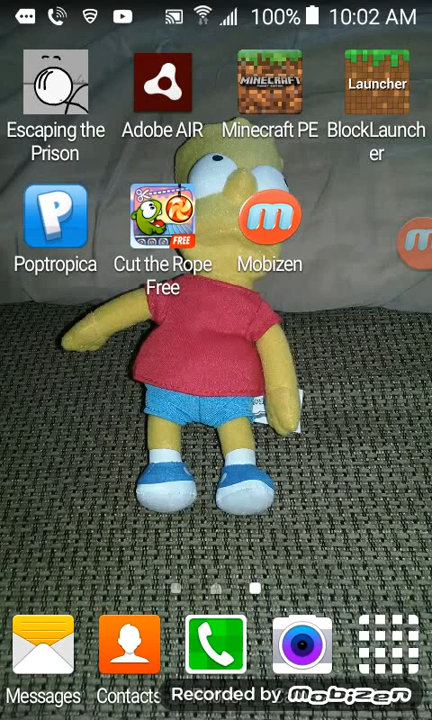 100% 10:02 AM
Escaping the Prison
Adobe AIR
MINECRAFT
Minecraft PE
Launcher
BlockLaunch
er
P
Poptropica
FREE
Cut the Rope Free
m
Mobizen
Messages
Contacts
Recorded by mobizen